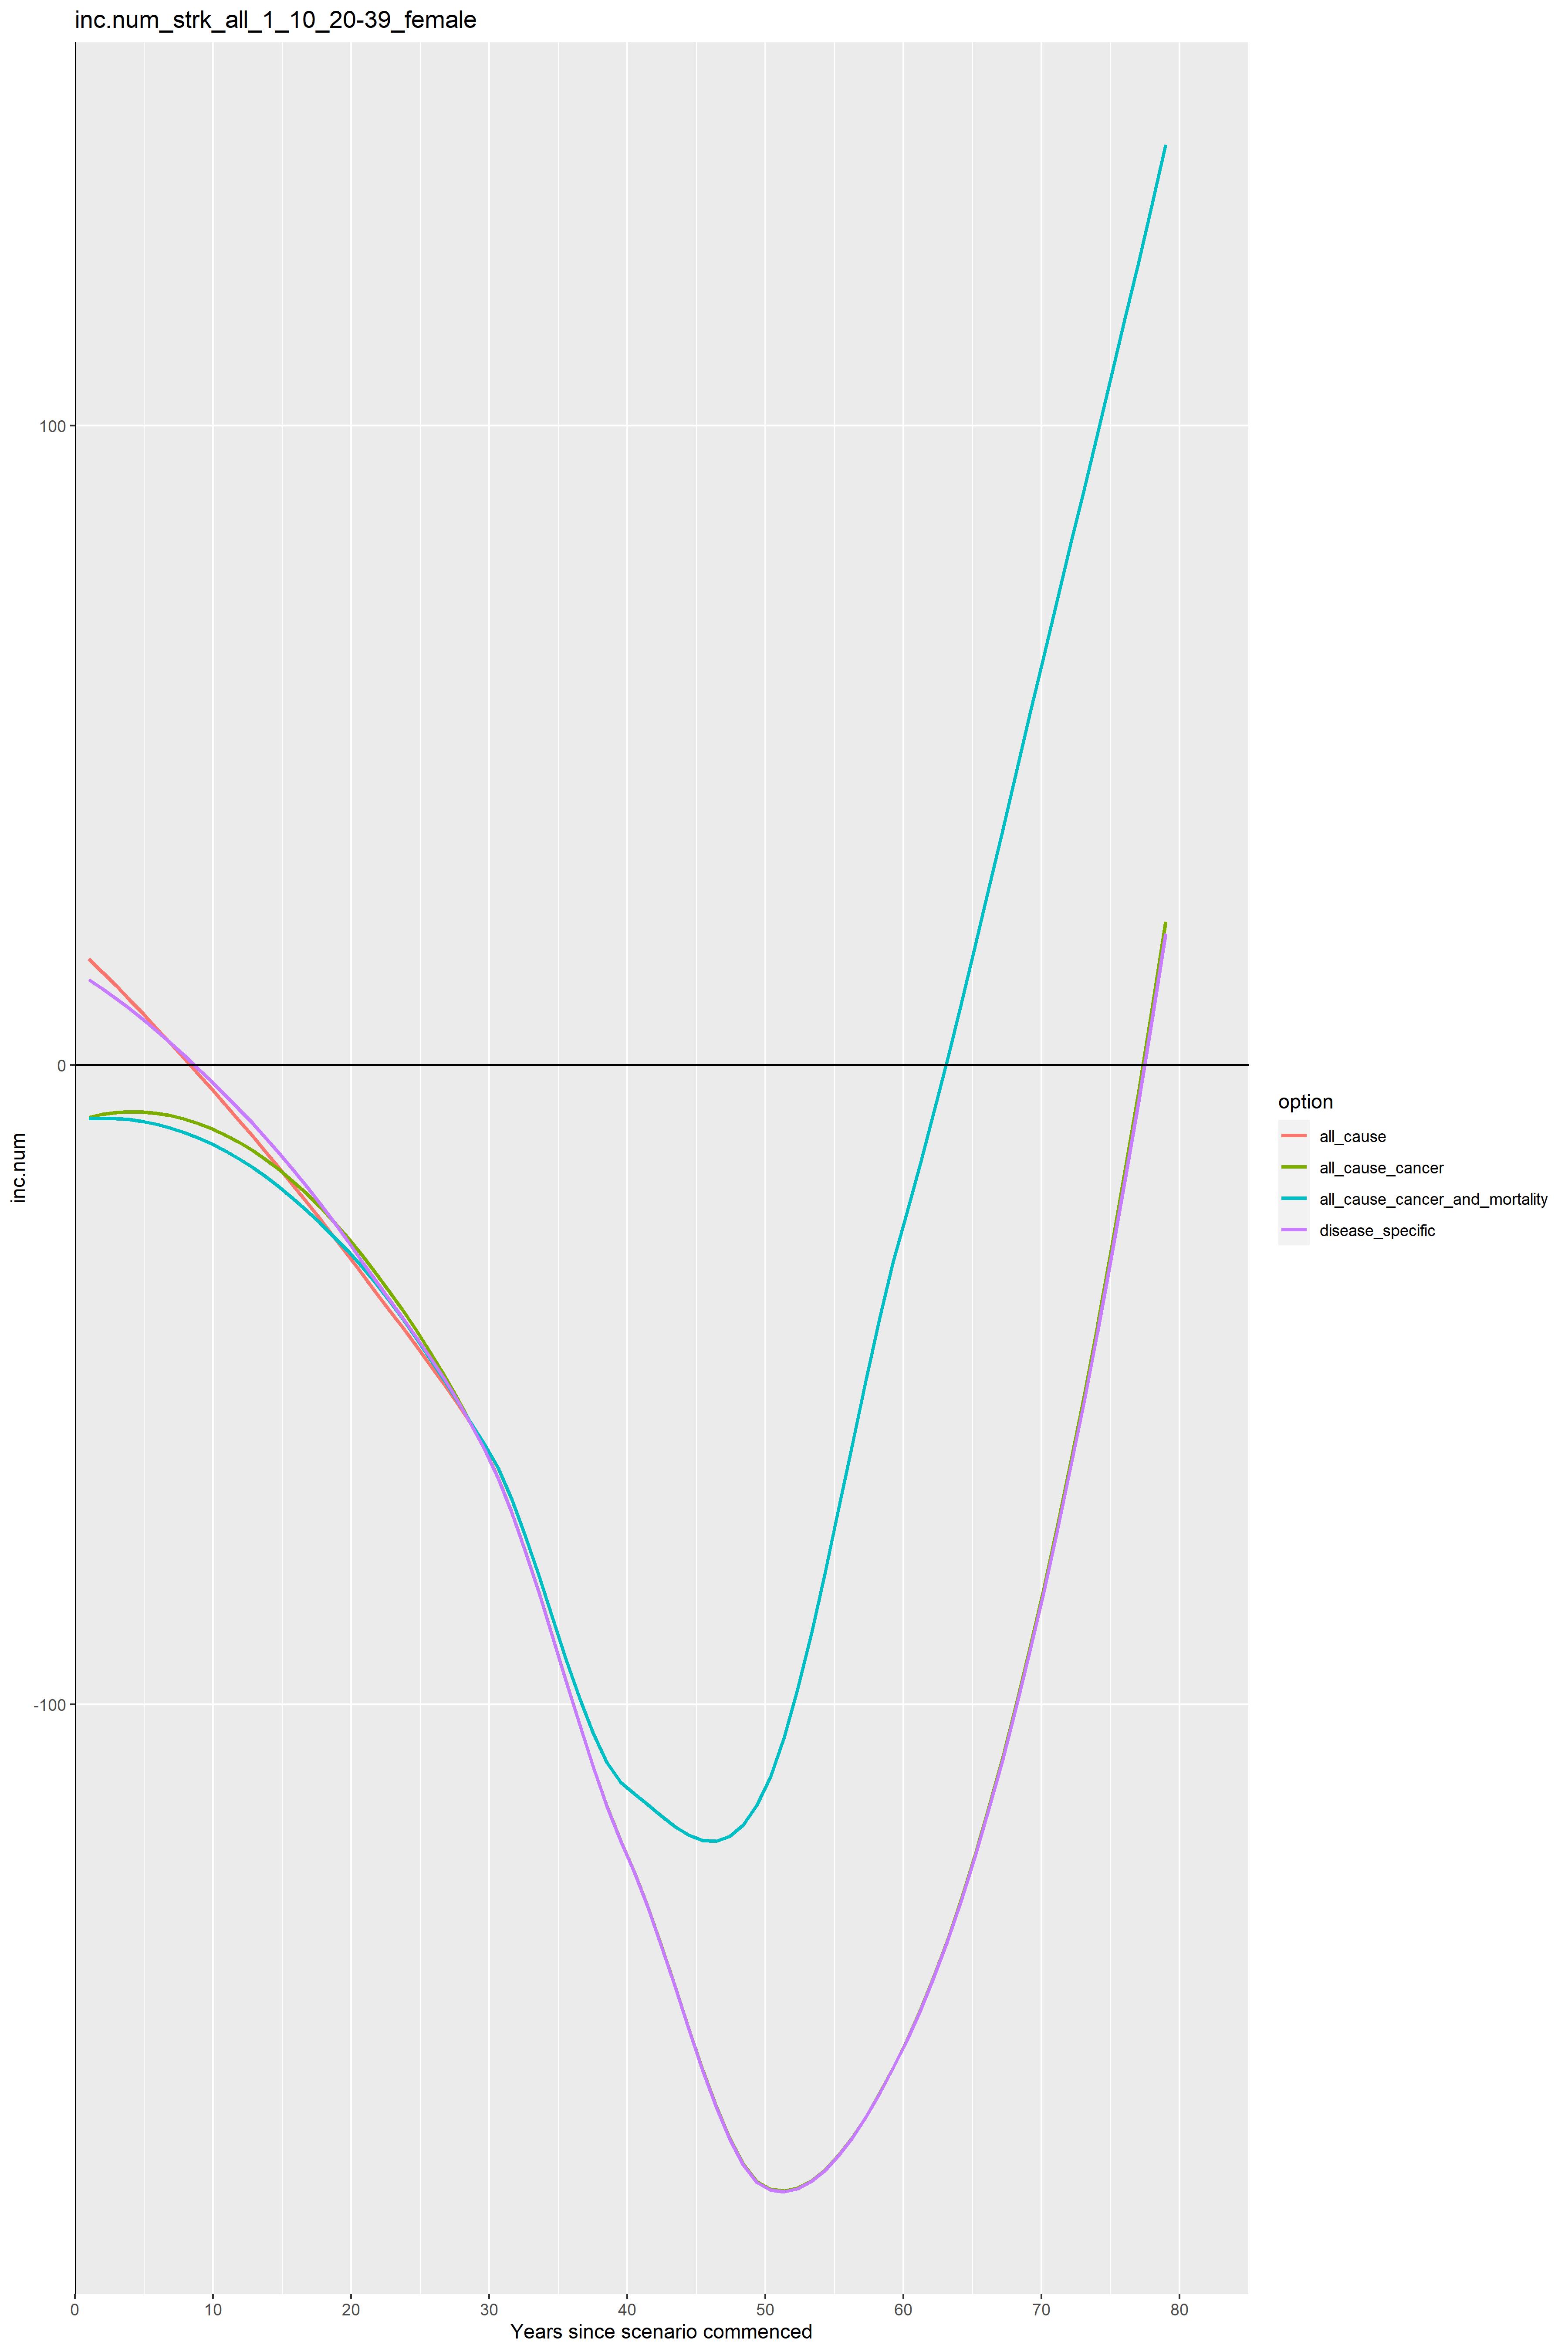 inc.num_strk_all_1_10_20-39_female
100
0
-100
inc.num
0 10 20 30 40 50 60 70 80
Years since scenario commenced
option
all_cause
all_cause_cancer
all_cause_cancer_and_mortality
disease_specific